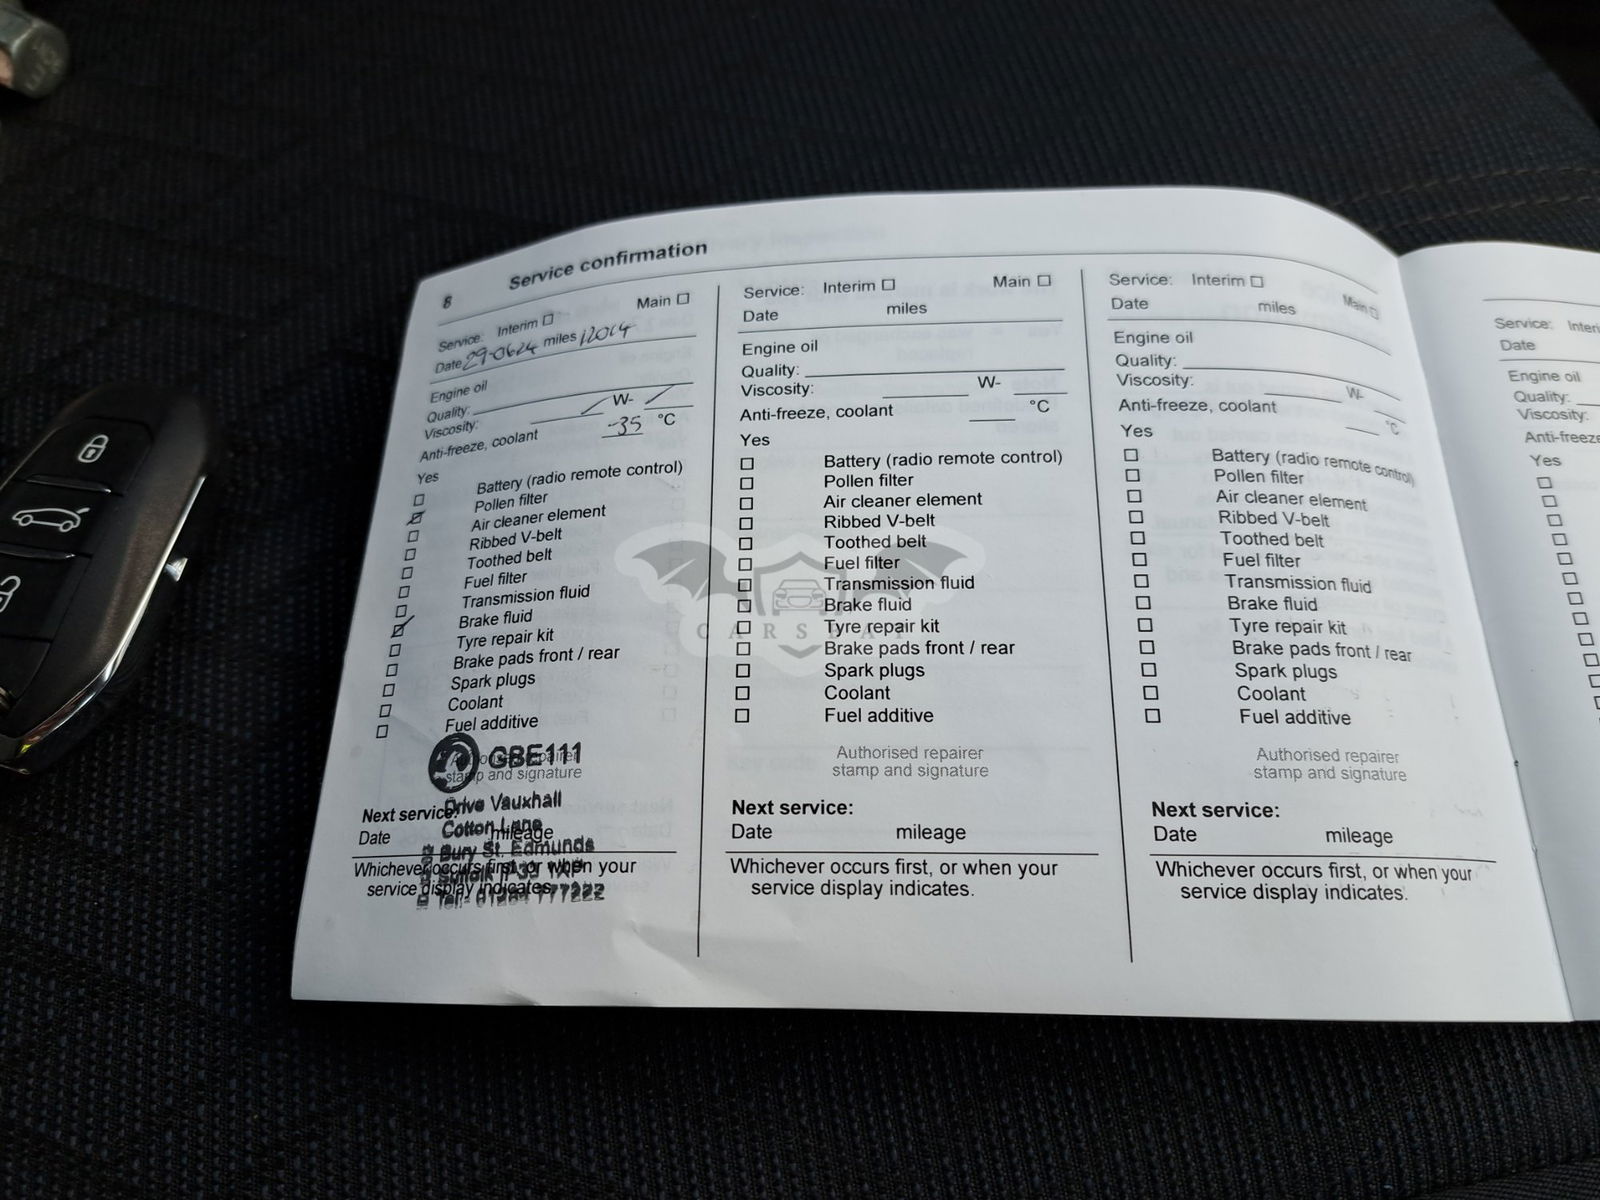 8 Service confirmation
Service: Interim Main
Date 29-06-24 miles 12014
Engine oil
Quality:
Viscosity: W-
Anti-freeze, coolant -35 °C
Yes
Battery (radio remote control)
Pollen filter
Air cleaner element
Ribbed V-belt
Toothed belt
Fuel filter
Transmission fluid
Brake fluid
Tyre repair kit
Brake pads front / rear
Spark plugs
Coolant
Fuel additive
GBE111
Authorised repairer
stamp and signature
Drive Vauxhall
Cotton Lane
Bury St. Edmunds
Suffolk
Tel:- 01284 777222
Next service:
Date mileage
Whichever occurs first, or when your
service display indicates.
Service: Interim Main
Date miles
Engine oil
Quality:
Viscosity: W-
Anti-freeze, coolant °C
Yes
Battery (radio remote control)
Pollen filter
Air cleaner element
Ribbed V-belt
Toothed belt
Fuel filter
Transmission fluid
Brake fluid
Tyre repair kit
Brake pads front / rear
Spark plugs
Coolant
Fuel additive
Authorised repairer
stamp and signature
Next service:
Date mileage
Whichever occurs first, or when your
service display indicates.
Service: Interim Main
Date miles
Engine oil
Quality:
Viscosity: W-
Anti-freeze, coolant °C
Yes
Battery (radio remote control)
Pollen filter
Air cleaner element
Ribbed V-belt
Toothed belt
Fuel filter
Transmission fluid
Brake fluid
Tyre repair kit
Brake pads front / rear
Spark plugs
Coolant
Fuel additive
Authorised repairer
stamp and signature
Next service:
Date mileage
Whichever occurs first, or when your
service display indicates.
Service: Interi
Date
Engine oil
Quality:
Viscosity:
Anti-freeze
Yes